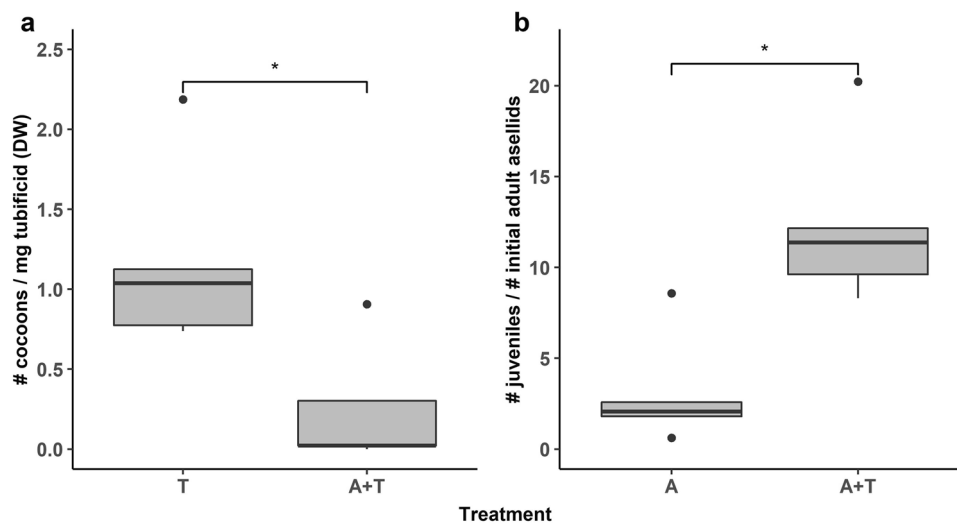 a
# cocoons / mg tubificid (DW)
2.5
2.0
1.5
1.0
0.5
0.0
*
T
A+T
b
# juveniles / # initial adult asellids
20
15
10
5
0
*
A
A+T
Treatment